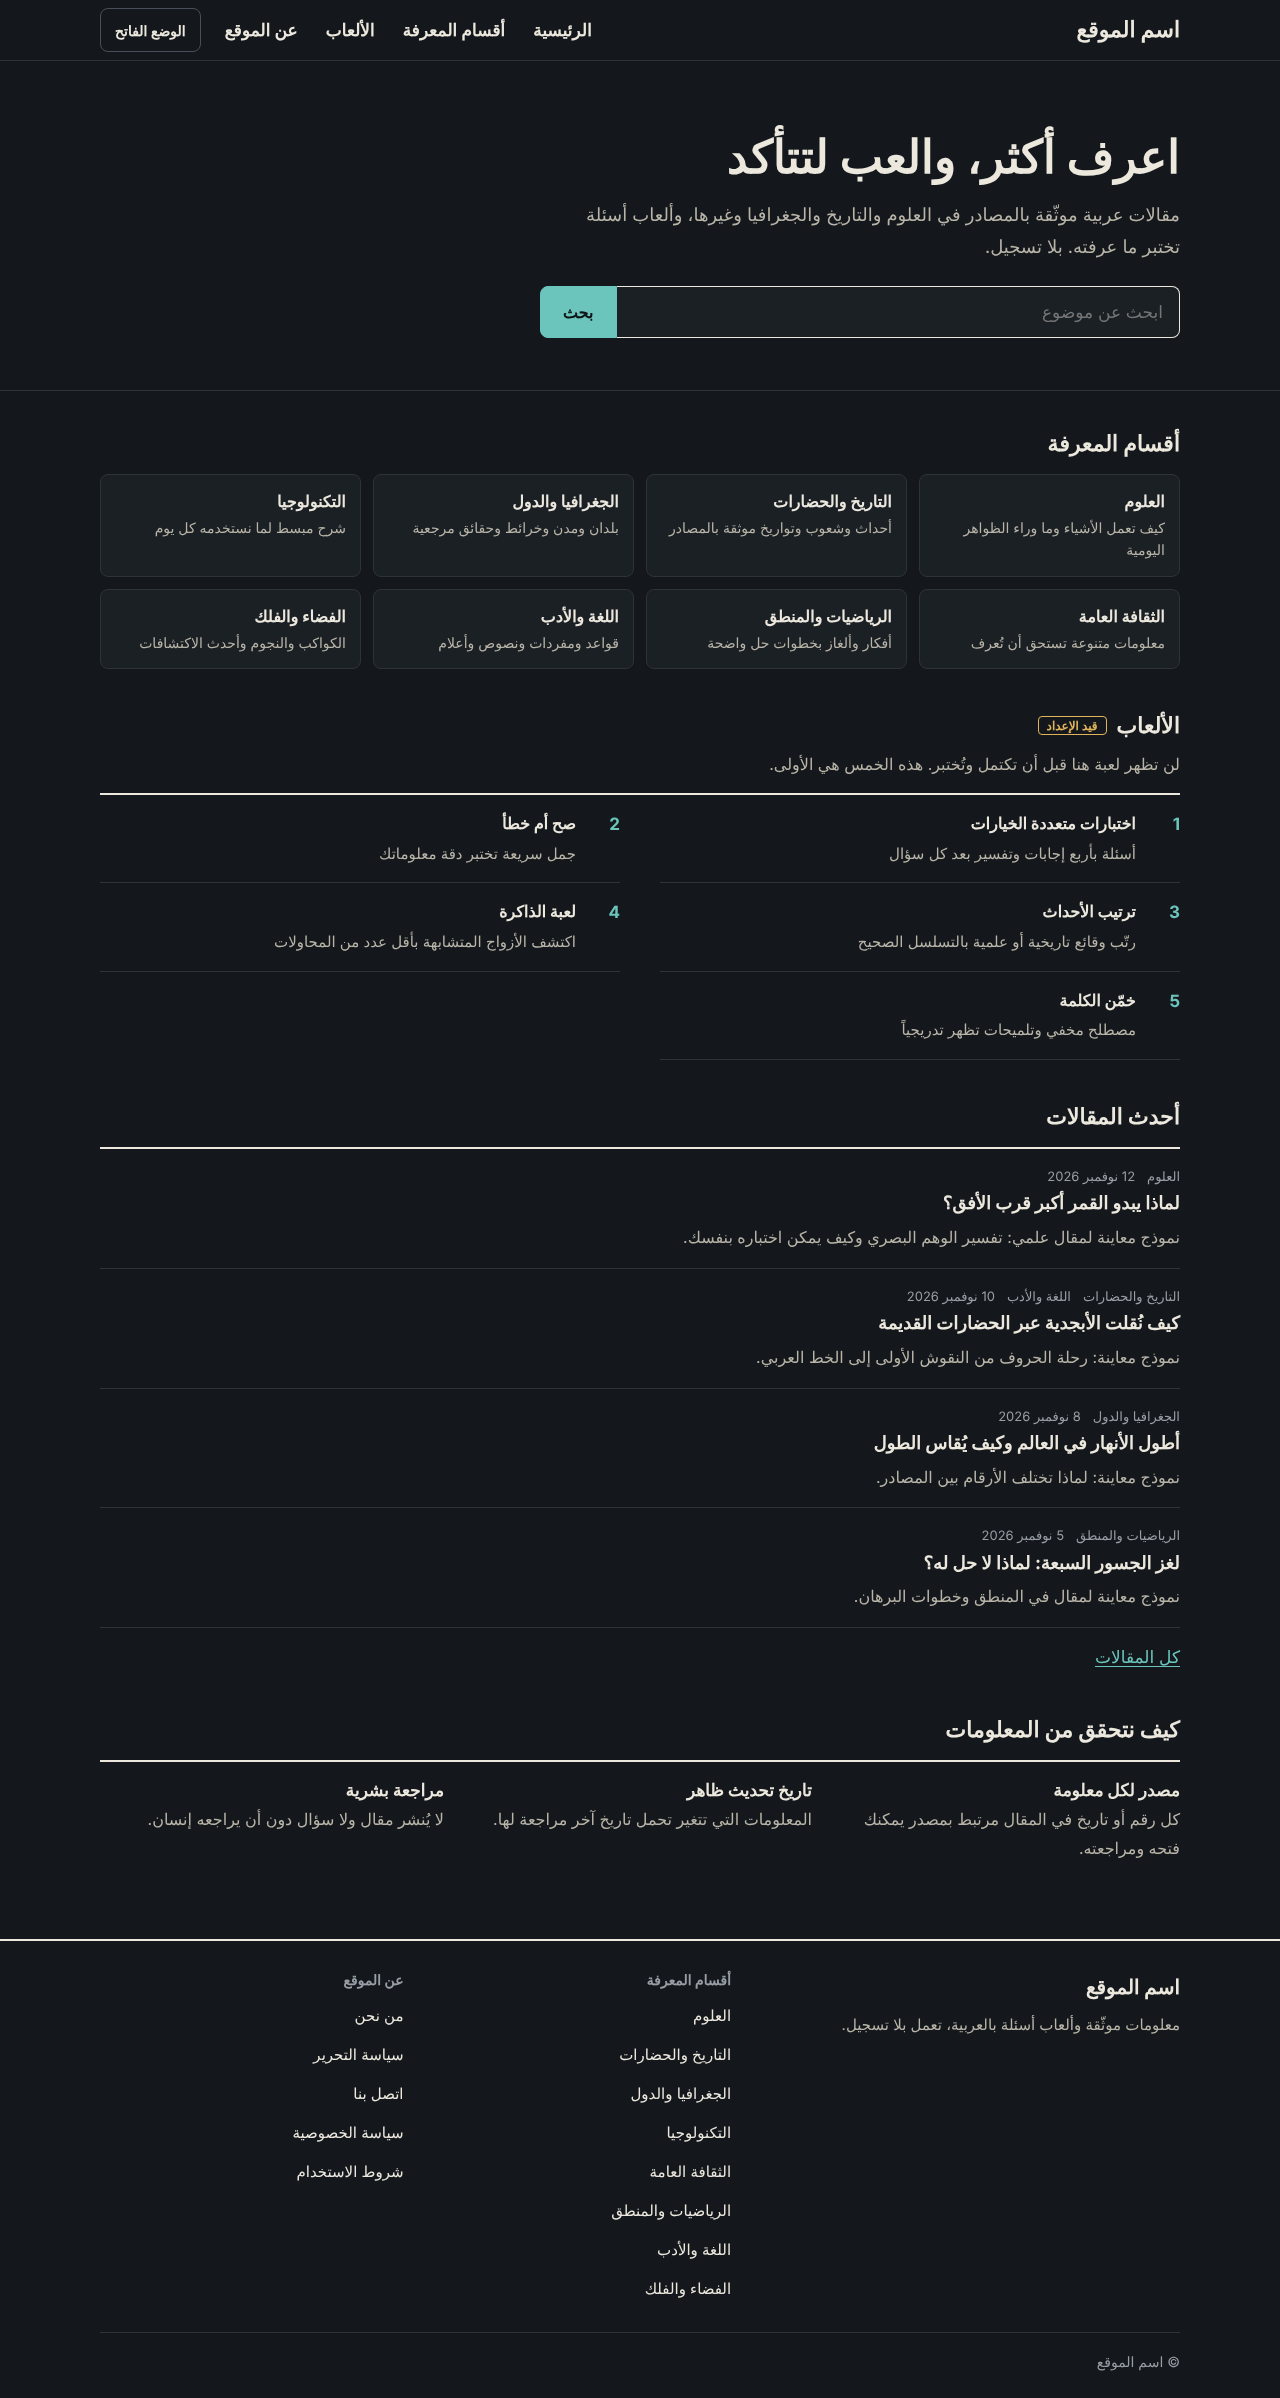 اسم الموقع
الرئيسية
أقسام المعرفة
الألعاب
عن الموقع
الوضع الفاتح
اعرف أكثر، والعب لتتأكد
مقالات عربية موثّقة بالمصادر في العلوم والتاريخ والجغرافيا وغيرها، وألعاب أسئلة
تختبر ما عرفته. بلا تسجيل.
ابحث عن موضوع
بحث
أقسام المعرفة
العلوم
كيف تعمل الأشياء وما وراء الظواهر
اليومية
التاريخ والحضارات
أحداث وشعوب وتواريخ موثقة بالمصادر
الجغرافيا والدول
بلدان ومدن وخرائط وحقائق مرجعية
التكنولوجيا
شرح مبسط لما نستخدمه كل يوم
الثقافة العامة
معلومات متنوعة تستحق أن تُعرف
الرياضيات والمنطق
أفكار وألغاز بخطوات حل واضحة
اللغة والأدب
قواعد ومفردات ونصوص وأعلام
الفضاء والفلك
الكواكب والنجوم وأحدث الاكتشافات
الألعاب
قيد الإعداد
لن تظهر لعبة هنا قبل أن تكتمل وتُختبر. هذه الخمس هي الأولى.
1
اختبارات متعددة الخيارات
أسئلة بأربع إجابات وتفسير بعد كل سؤال
2
صح أم خطأ
جمل سريعة تختبر دقة معلوماتك
3
ترتيب الأحداث
رتّب وقائع تاريخية أو علمية بالتسلسل الصحيح
4
لعبة الذاكرة
اكتشف الأزواج المتشابهة بأقل عدد من المحاولات
5
خمّن الكلمة
مصطلح مخفي وتلميحات تظهر تدريجياً
أحدث المقالات
العلوم 12 نوفمبر 2026
لماذا يبدو القمر أكبر قرب الأفق؟
نموذج معاينة لمقال علمي: تفسير الوهم البصري وكيف يمكن اختباره بنفسك.
التاريخ والحضارات اللغة والأدب 10 نوفمبر 2026
كيف نُقلت الأبجدية عبر الحضارات القديمة
نموذج معاينة: رحلة الحروف من النقوش الأولى إلى الخط العربي.
الجغرافيا والدول 8 نوفمبر 2026
أطول الأنهار في العالم وكيف يُقاس الطول
نموذج معاينة: لماذا تختلف الأرقام بين المصادر.
الرياضيات والمنطق 5 نوفمبر 2026
لغز الجسور السبعة: لماذا لا حل له؟
نموذج معاينة لمقال في المنطق وخطوات البرهان.
كل المقالات
كيف نتحقق من المعلومات
مصدر لكل معلومة
كل رقم أو تاريخ في المقال مرتبط بمصدر يمكنك
فتحه ومراجعته.
تاريخ تحديث ظاهر
المعلومات التي تتغير تحمل تاريخ آخر مراجعة لها.
مراجعة بشرية
لا يُنشر مقال ولا سؤال دون أن يراجعه إنسان.
اسم الموقع
معلومات موثّقة وألعاب أسئلة بالعربية، تعمل بلا تسجيل.
أقسام المعرفة
العلوم
التاريخ والحضارات
الجغرافيا والدول
التكنولوجيا
الثقافة العامة
الرياضيات والمنطق
اللغة والأدب
الفضاء والفلك
عن الموقع
من نحن
سياسة التحرير
اتصل بنا
سياسة الخصوصية
شروط الاستخدام
© اسم الموقع